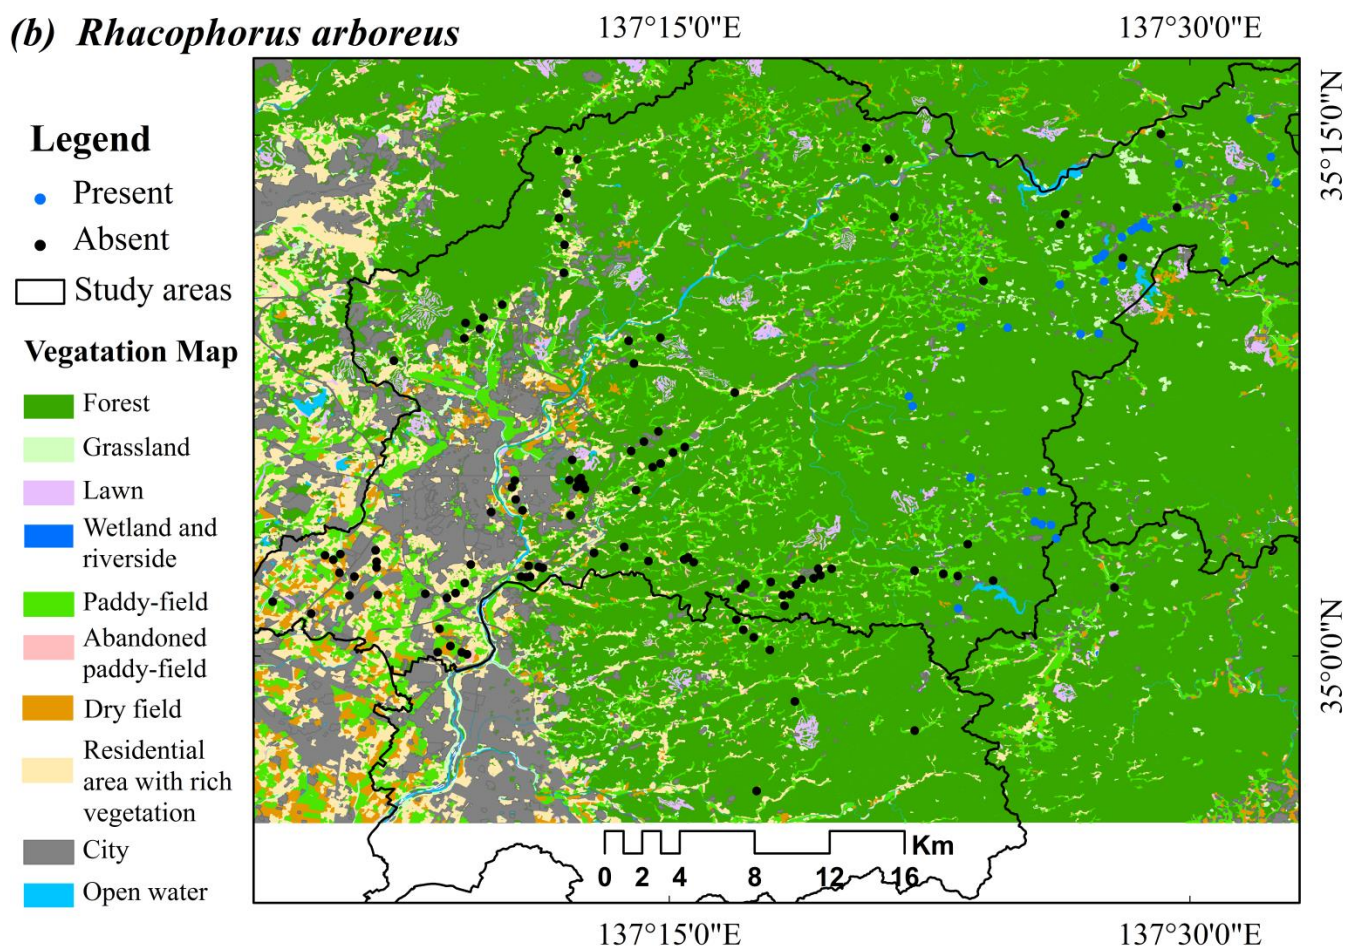 (b) Rhacophorus arboreus
137°15'0"E
137°30'0"E
35°15'0"N
35°0'0"N
Legend
Present
Absent
Study areas
Vegatation Map
Forest
Grassland
Lawn
Wetland and
riverside
Paddy-field
Abandoned
paddy-field
Dry field
Residential
area with rich
vegetation
City
Open water
Km
0 2 4 8 12 16
137°15'0"E
137°30'0"E